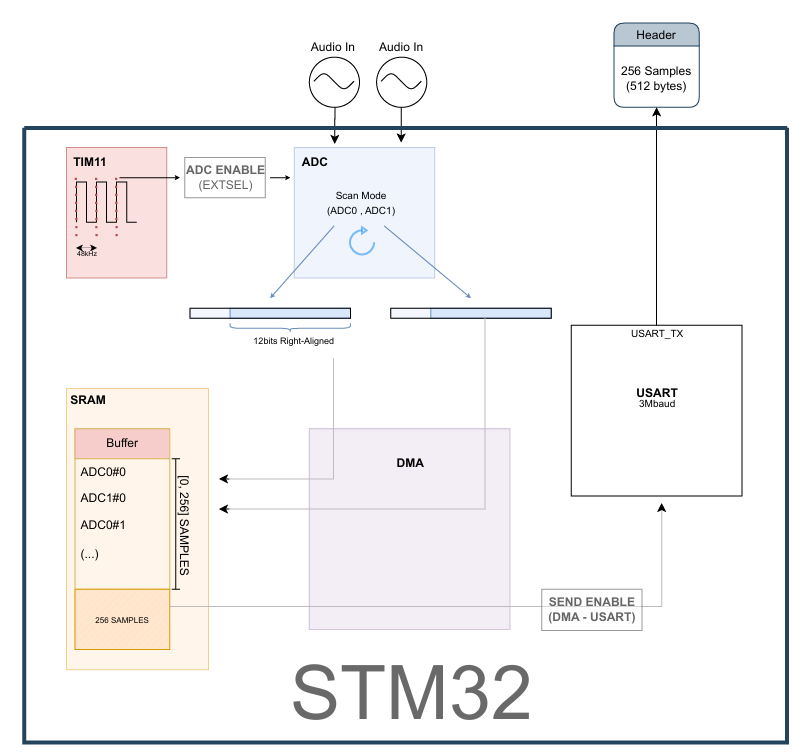 Header
256 Samples
(512 bytes)
Audio In
Audio In
TIM11
48kHz
ADC ENABLE
(EXTSEL)
ADC
Scan Mode
(ADC0 , ADC1)
12bits Right-Aligned
USART_TX
USART
3Mbaud
SRAM
Buffer
ADC0#0
ADC1#0
ADC0#1
(...)
[0, 256] SAMPLES
256 SAMPLES
DMA
SEND ENABLE
(DMA - USART)
STM32